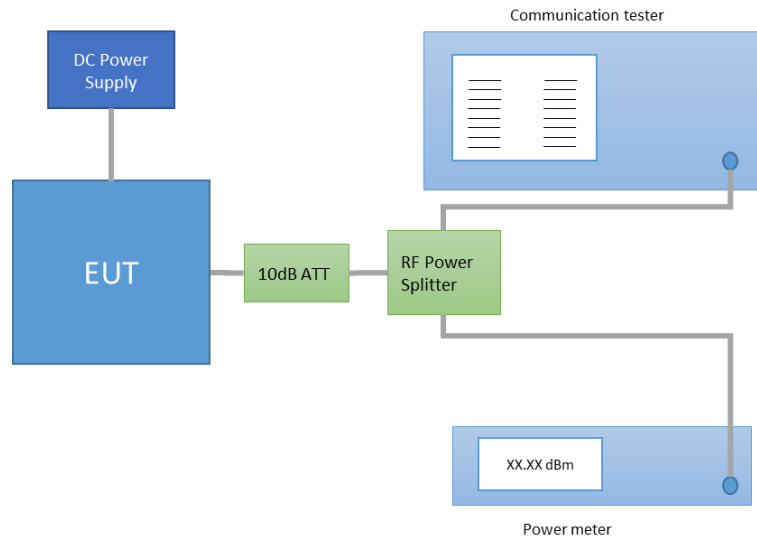 Communication tester
DC Power
Supply
EUT
10dB ATT
RF Power
Splitter
XX.XX dBm
Power meter